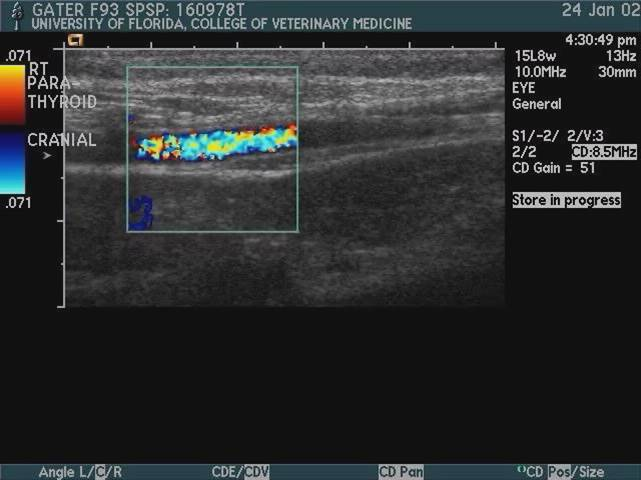 GATER F93 SPSP: 160978T 24 Jan 02
UNIVERSITY OF FLORIDA, COLLEGE OF VETERINARY MEDICINE
4:30:49 pm
15L8w 13Hz
10.0MHz 30mm
EYE
General
S1/-2/ 2/V:3
2/2 CD:8.5MHz
CD Gain = 51
Store in progress
.071
RT
PARA-
THYROID
CRANIAL
.071
Angle L/C/R CDE/CDV CD Pan CD Pos/Size